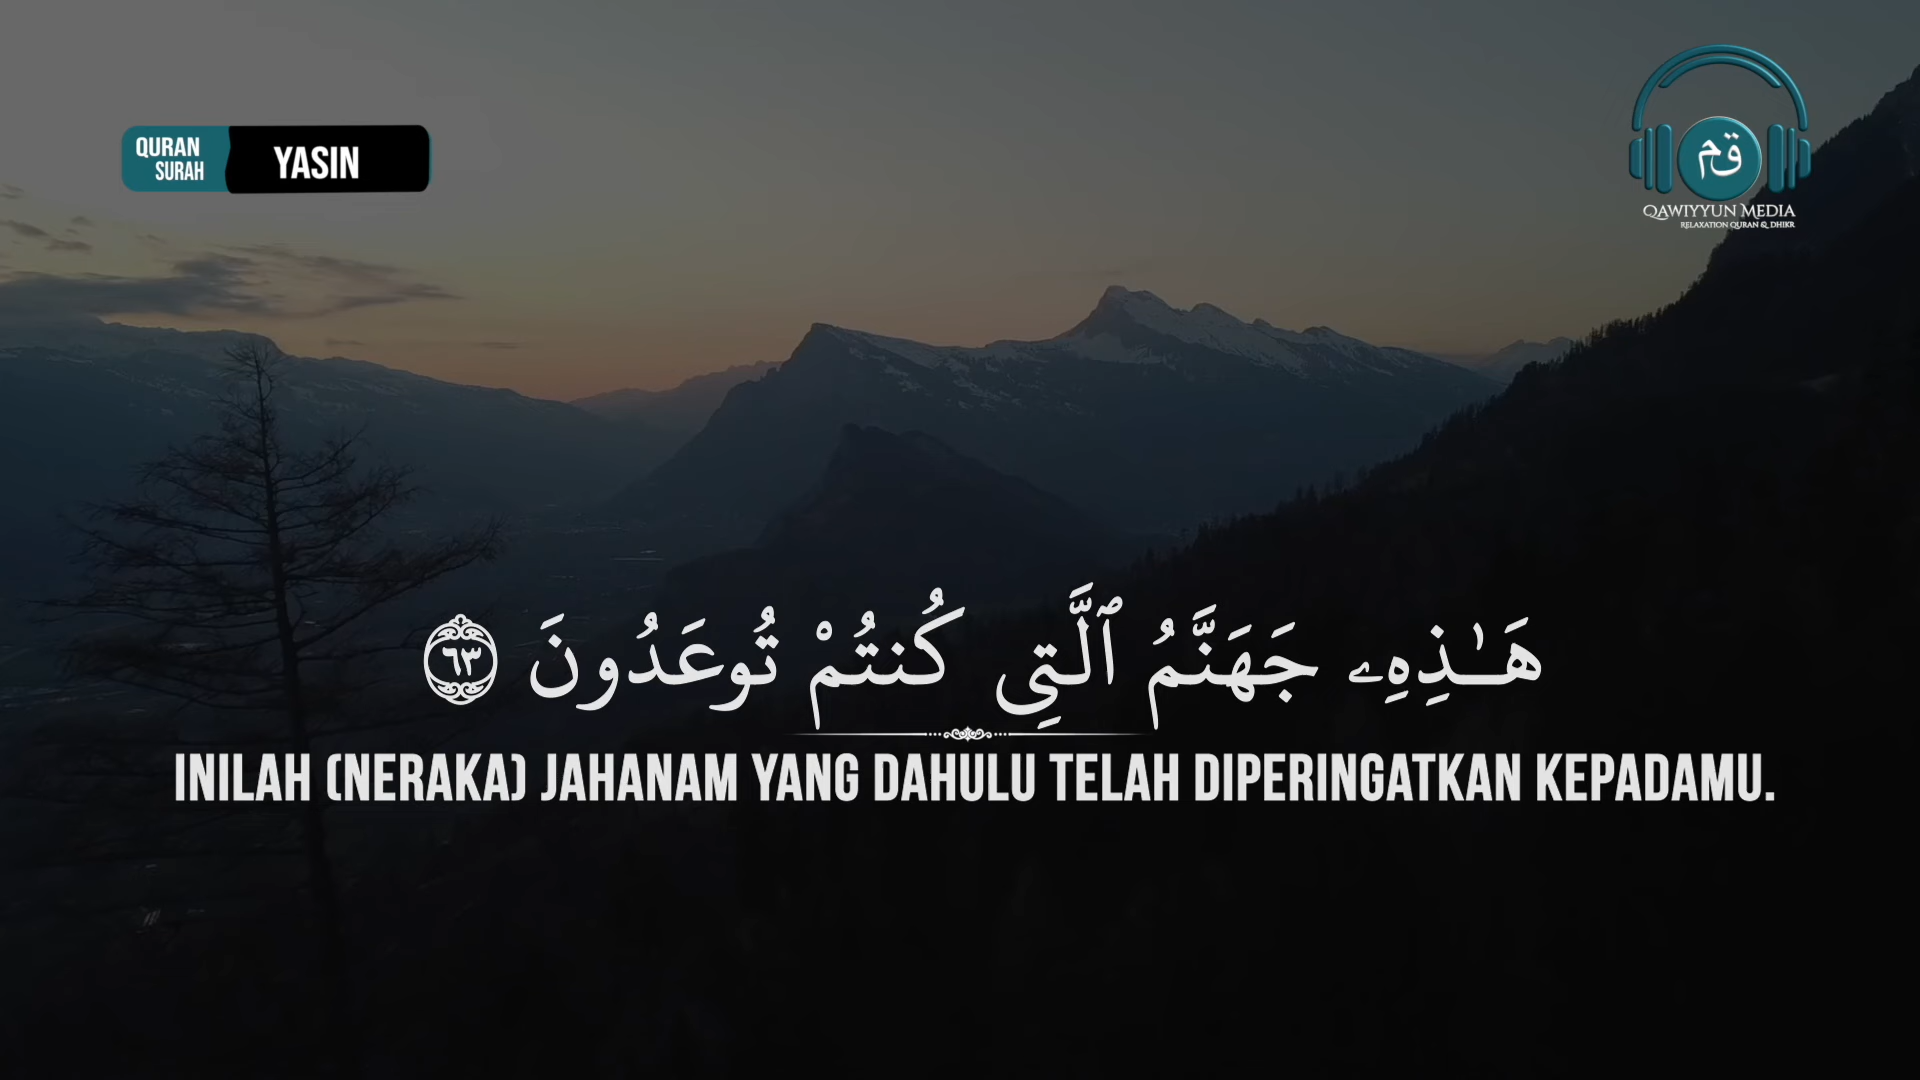 QURAN
SURAH
YASIN
قم
QAWIYYUN MEDIA
RELAXATION QURAN & DHIKR
هَـٰذِهِۦ جَهَنَّمُ ٱلَّتِى كُنتُمْ تُوعَدُونَ ٦٣
INILAH (NERAKA) JAHANAM YANG DAHULU TELAH DIPERINGATKAN KEPADAMU.